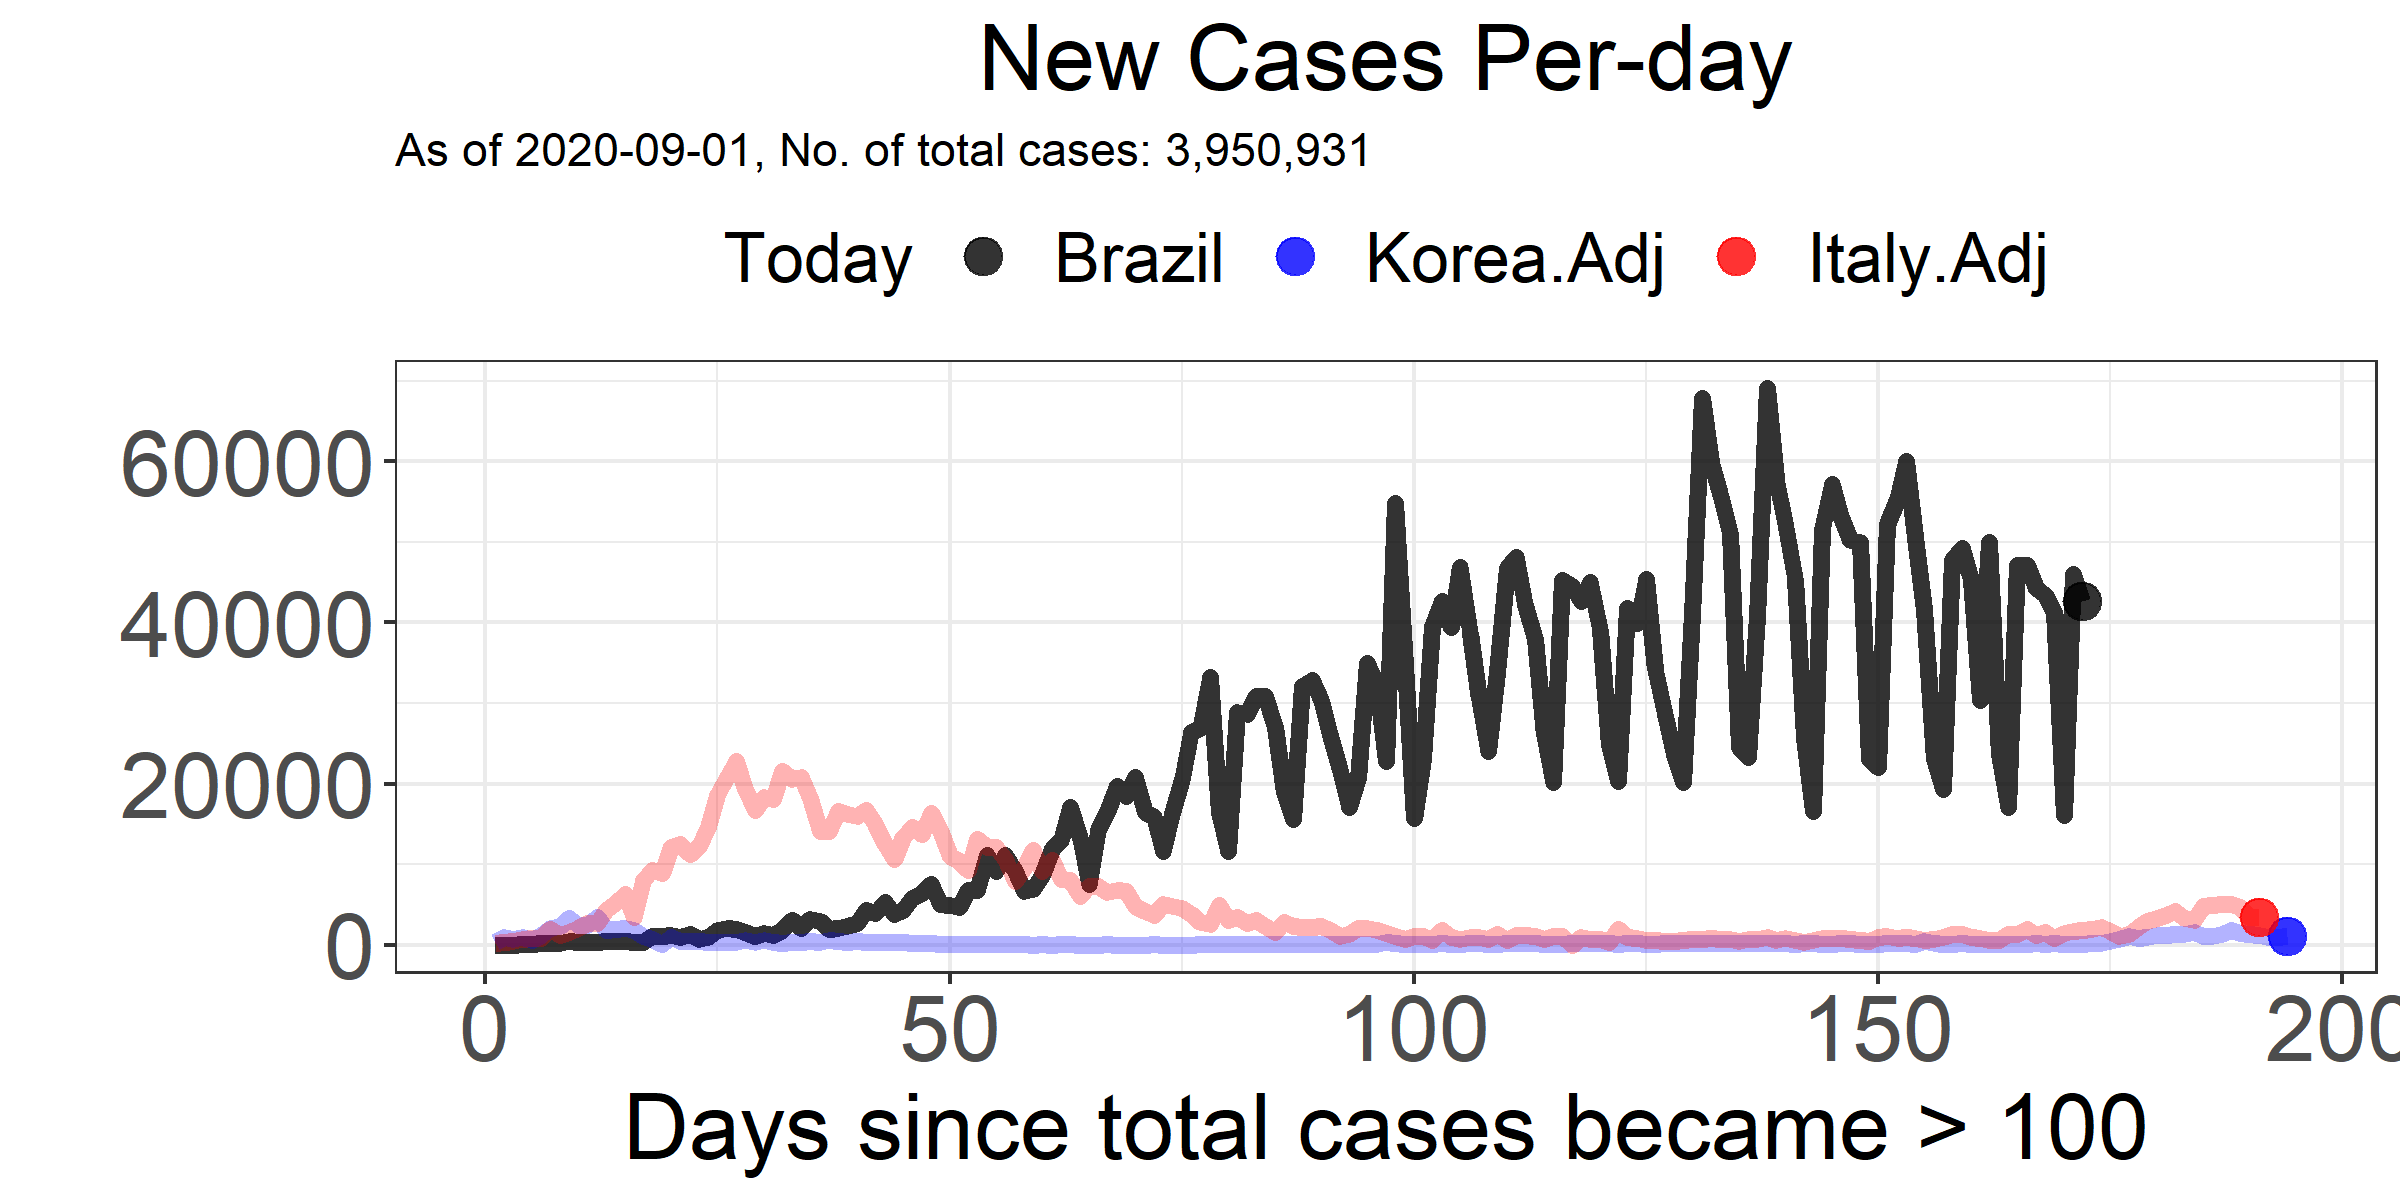 New Cases Per-day
As of 2020-09-01, No. of total cases: 3,950,931
Today Brazil Korea.Adj Italy.Adj
60000
40000
20000
0
0 50 100 150 200
Days since total cases became > 100